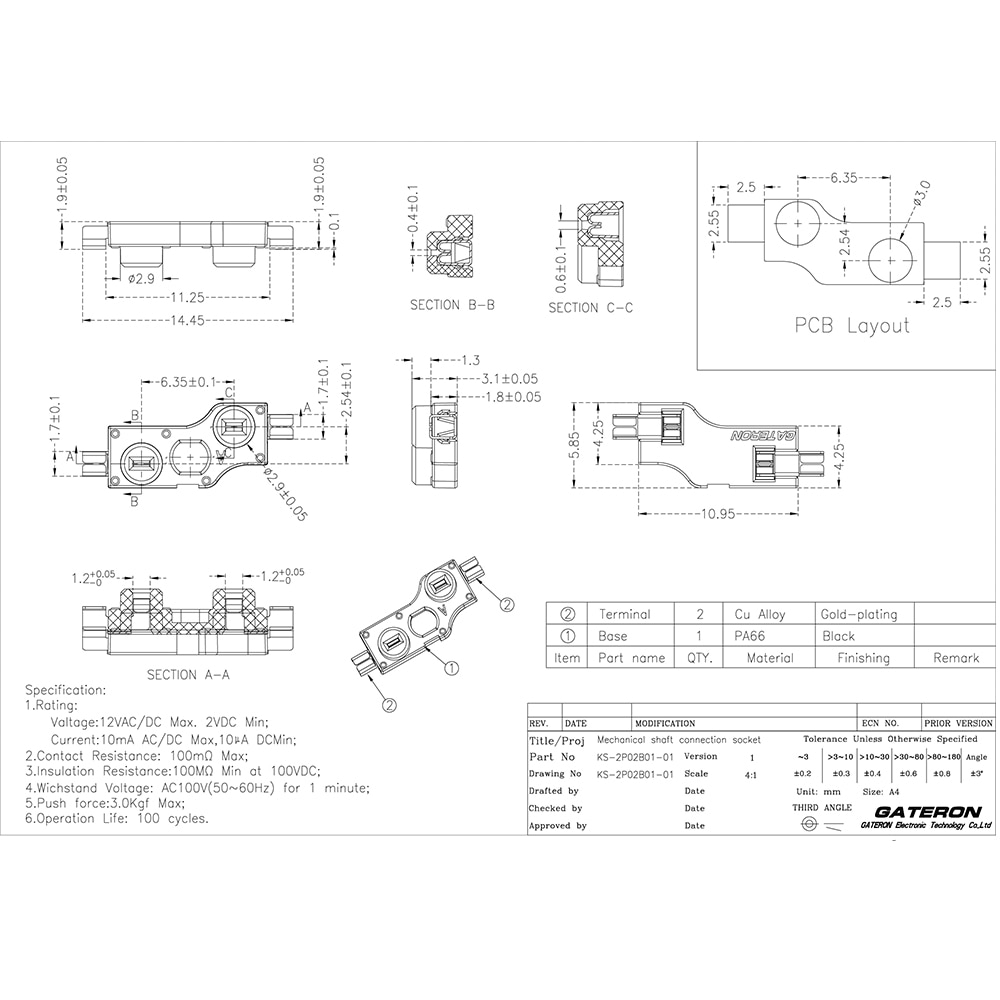 1.9±0.05
1.9±0.05
0.1
ø2.9
11.25
14.45
0.4±0.1
SECTION B-B
0.6±0.1
SECTION C-C
2.5
6.35
ø3.0
2.55
2.54
2.55
2.5
PCB Layout
6.35±0.1
1.7±0.1
2.54±0.1
1.7±0.1
B
C
A
A
B
C
ø2.9±0.05
1.3
3.1±0.05
1.8±0.05
5.85
4.25
GATERON
4.25
10.95
1.2+0.05 -0
1.2+0.05 -0
SECTION A-A
②
①
②
② Terminal 2 Cu Alloy Gold-plating
① Base 1 PA66 Black
Item Part name QTY. Material Finishing Remark
Specification:
1.Rating:
Voltage:12VAC/DC Max. 2VDC Min;
Current:10mA AC/DC Max,10μA DCMin;
2.Contact Resistance: 100mΩ Max;
3.Insulation Resistance:100MΩ Min at 100VDC;
4.Wichstand Voltage: AC100V(50~60Hz) for 1 minute;
5.Push force:3.0Kgf Max;
6.Operation Life: 100 cycles.
REV. DATE MODIFICATION ECN NO. PRIOR VERSION
Title/Proj Mechanical shaft connection socket Tolerance Unless Otherwise Specified
Part No KS-2P02B01-01 Version 1 ~3 >3~10 >10~30 >30~80 >80~180 Angle
Drawing No KS-2P02B01-01 Scale 4:1 ±0.2 ±0.3 ±0.4 ±0.6 ±0.8 ±3°
Drafted by Date Unit: mm Size: A4
Checked by Date THIRD ANGLE GATERON
Approved by Date GATERON Electronic Technology Co.,Ltd